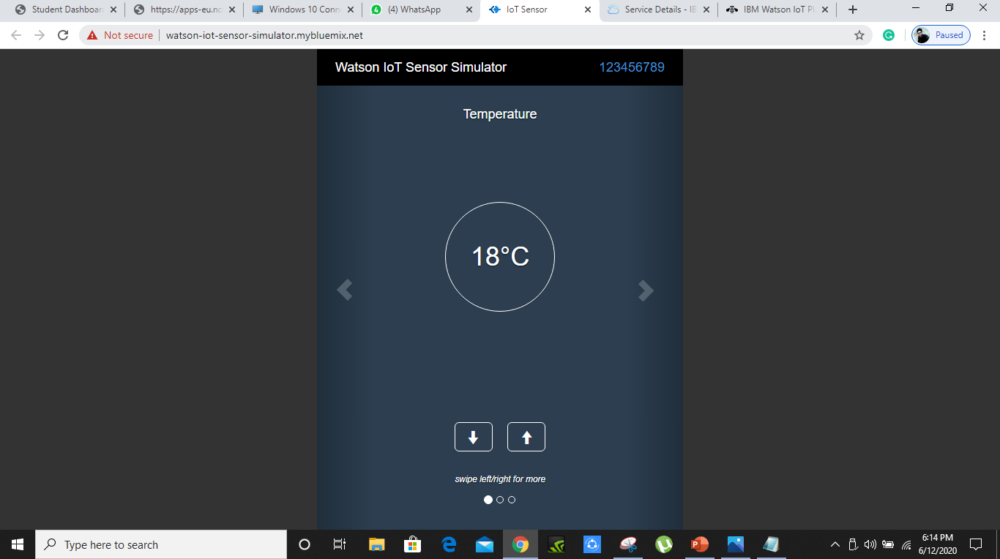 Student Dashboar
https://apps-eu.no
Windows 10 Conn
(4) WhatsApp
IoT Sensor
Service Details - IB
IBM Watson IoT Pl
Not secure
watson-iot-sensor-simulator.mybluemix.net
Paused
Watson IoT Sensor Simulator
123456789
Temperature
18°C
swipe left/right for more
Type here to search
6:14 PM
6/12/2020